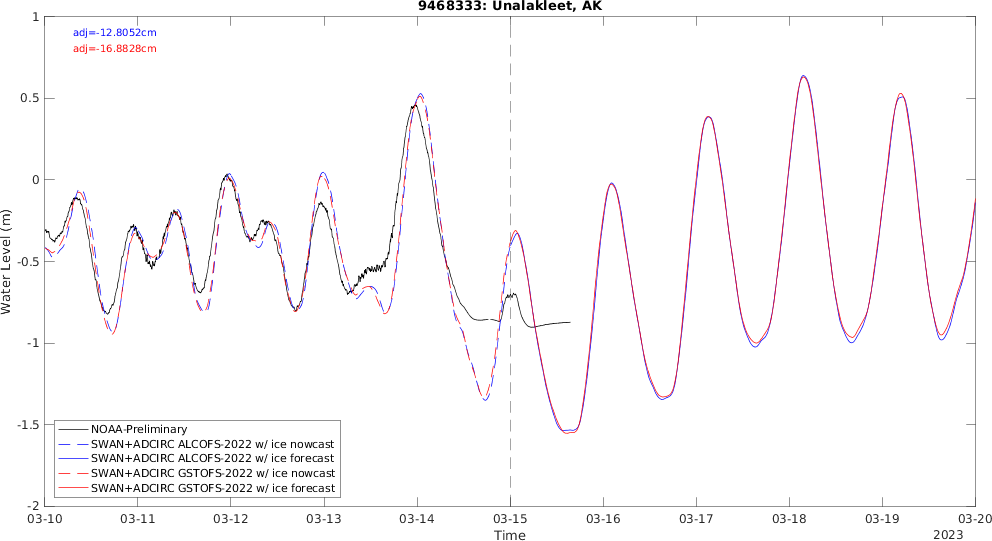 9468333: Unalakleet, AK
adj=-12.8052cm
adj=-16.8828cm
Water Level (m)
1
0.5
0
-0.5
-1
-1.5
-2
NOAA-Preliminary
SWAN+ADCIRC ALCOFS-2022 w/ ice nowcast
SWAN+ADCIRC ALCOFS-2022 w/ ice forecast
SWAN+ADCIRC GSTOFS-2022 w/ ice nowcast
SWAN+ADCIRC GSTOFS-2022 w/ ice forecast
03-10 03-11 03-12 03-13 03-14 03-15 03-16 03-17 03-18 03-19 03-20
Time
2023